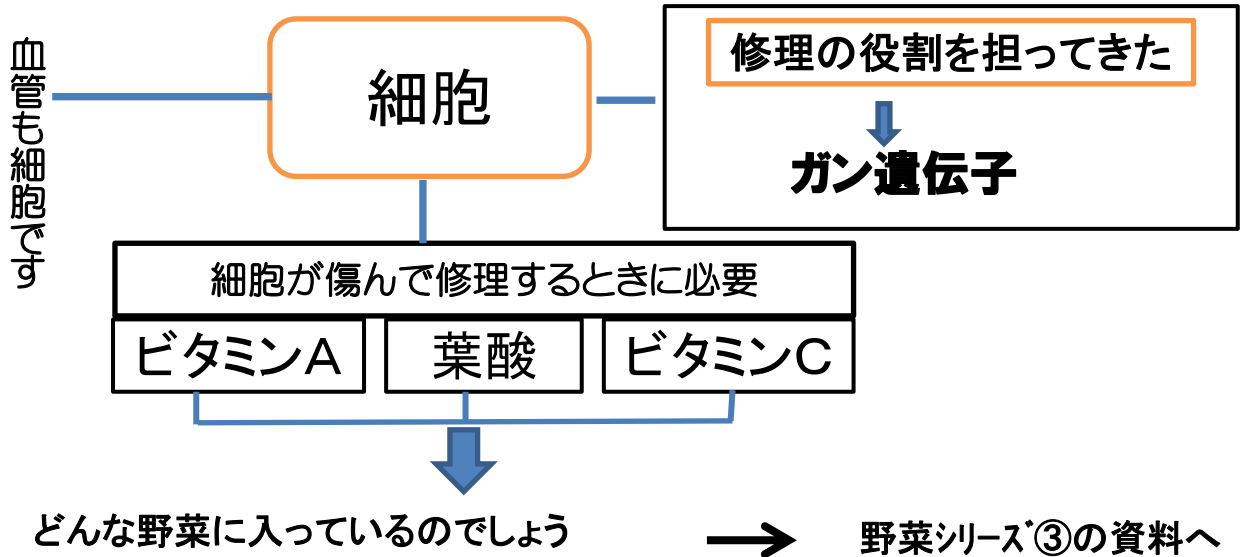 血管も細胞です
細胞
修理の役割を担ってきた
ガン遺伝子
細胞が傷んで修理するときに必要
ビタミンA
葉酸
ビタミンC
どんな野菜に入っているのでしょう
野菜シリーズ③の資料へ